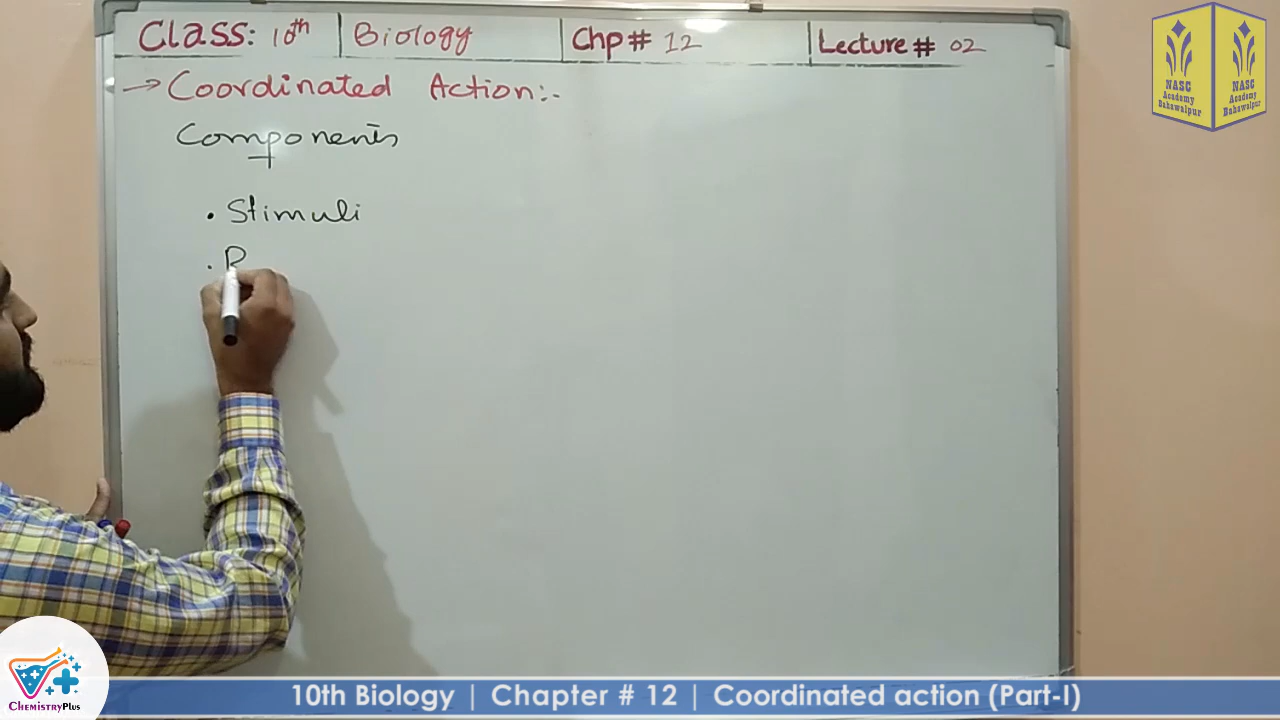 Class: 10th | Biology | Chp # 12 | Lecture # 02
→ Coordinated Action:-
Components
• Stimuli
• R
NASC
Academy
Bahawalpur
NASC
Academy
Bahawalpur
ChemistryPlus
10th Biology | Chapter # 12 | Coordinated action (Part-I)